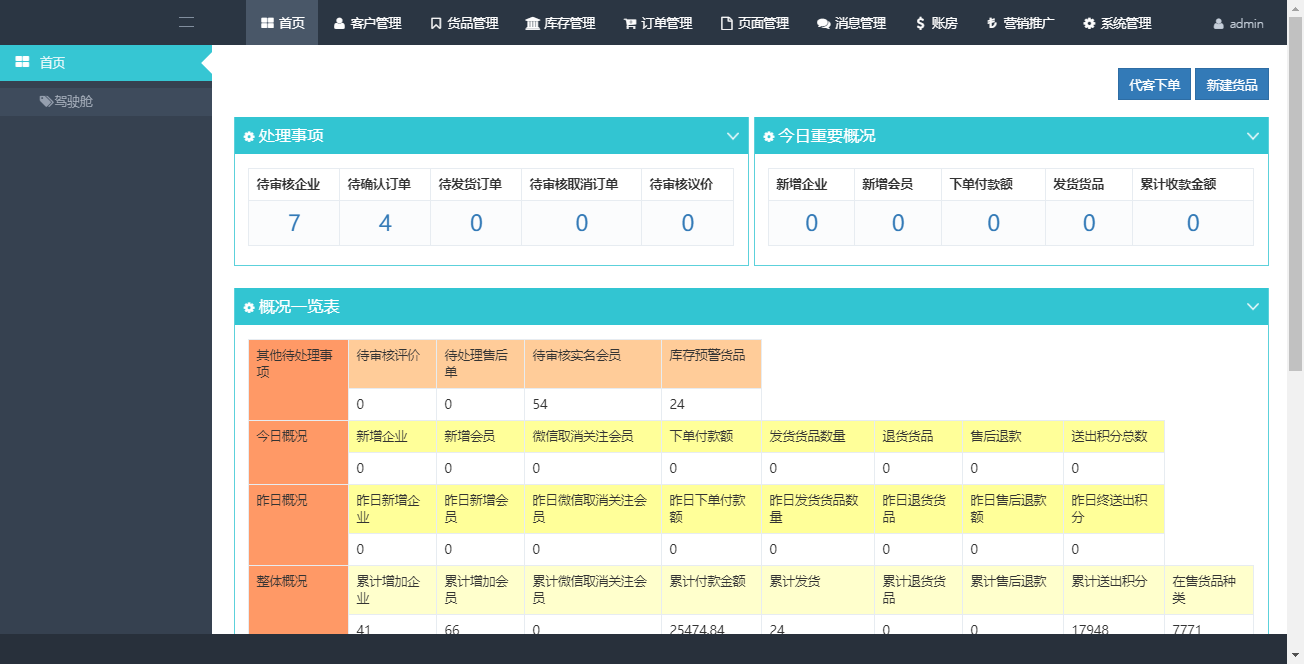 首页 客户管理 货品管理 库存管理 订单管理 页面管理 消息管理 账房 营销推广 系统管理 admin
首页
驾驶舱
代客下单 新建货品
处理事项
待审核企业 待确认订单 待发货订单 待审核取消订单 待审核议价
7 4 0 0 0
今日重要概况
新增企业 新增会员 下单付款额 发货货品 累计收款金额
0 0 0 0 0
概况一览表
其他待处理事项 待审核评价 待处理售后单 待审核实名会员 库存预警货品
0 0 54 24
今日概况 新增企业 新增会员 微信取消关注会员 下单付款额 发货货品数量 退货货品 售后退款 送出积分总数
0 0 0 0 0 0 0 0
昨日概况 昨日新增企业 昨日新增会员 昨日微信取消关注会员 昨日下单付款额 昨日发货货品数量 昨日退货货品 昨日售后退款额 昨日终送出积分
0 0 0 0 0 0 0 0
整体概况 累计增加企业 累计增加会员 累计微信取消关注会员 累计付款金额 累计发货 累计退货货品 累计售后退款 累计送出积分 在售货品种类
41 66 0 25474.84 24 0 0 17948 7771